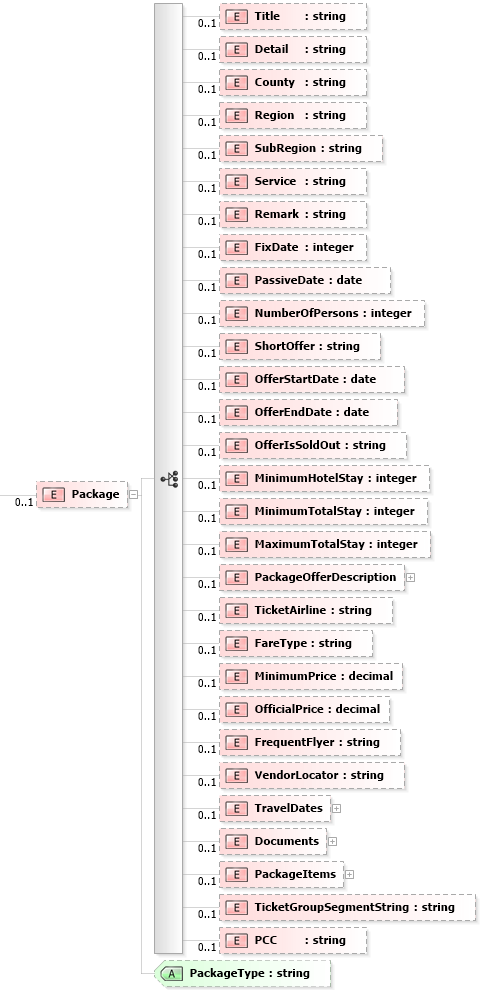 E Title : string
0..1
E Detail : string
0..1
E County : string
0..1
E Region : string
0..1
E SubRegion : string
0..1
E Service : string
0..1
E Remark : string
0..1
E FixDate : integer
0..1
E PassiveDate : date
0..1
E NumberOfPersons : integer
0..1
E ShortOffer : string
0..1
E OfferStartDate : date
0..1
E OfferEndDate : date
0..1
E OfferIsSoldOut : string
0..1
E MinimumHotelStay : integer
0..1
E Package
0..1
E MinimumTotalStay : integer
0..1
E MaximumTotalStay : integer
0..1
E PackageOfferDescription
0..1
E TicketAirline : string
0..1
E FareType : string
0..1
E MinimumPrice : decimal
0..1
E OfficialPrice : decimal
0..1
E FrequentFlyer : string
0..1
E VendorLocator : string
0..1
E TravelDates
0..1
E Documents
0..1
E PackageItems
0..1
E TicketGroupSegmentString : string
0..1
E PCC : string
0..1
A PackageType : string